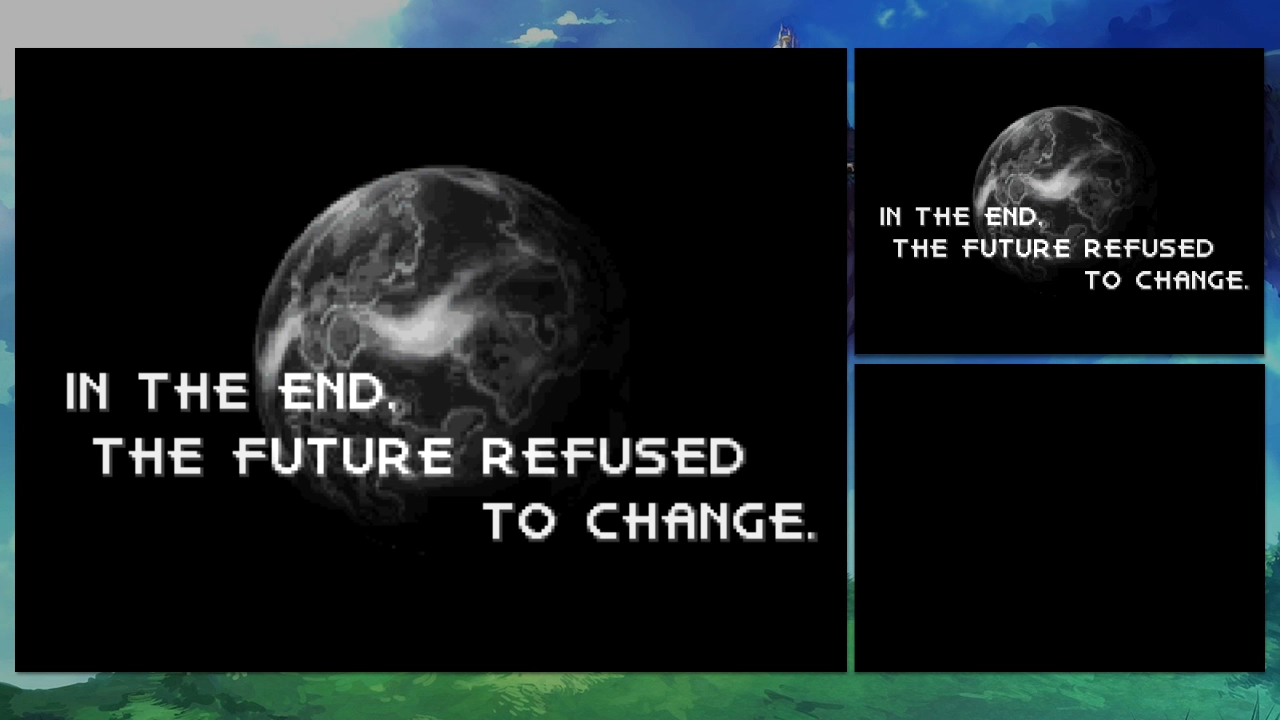 IN THE END.
THE FUTURE REFUSED
TO CHANGE.
IN THE END.
THE FUTURE REFUSED
TO CHANGE.